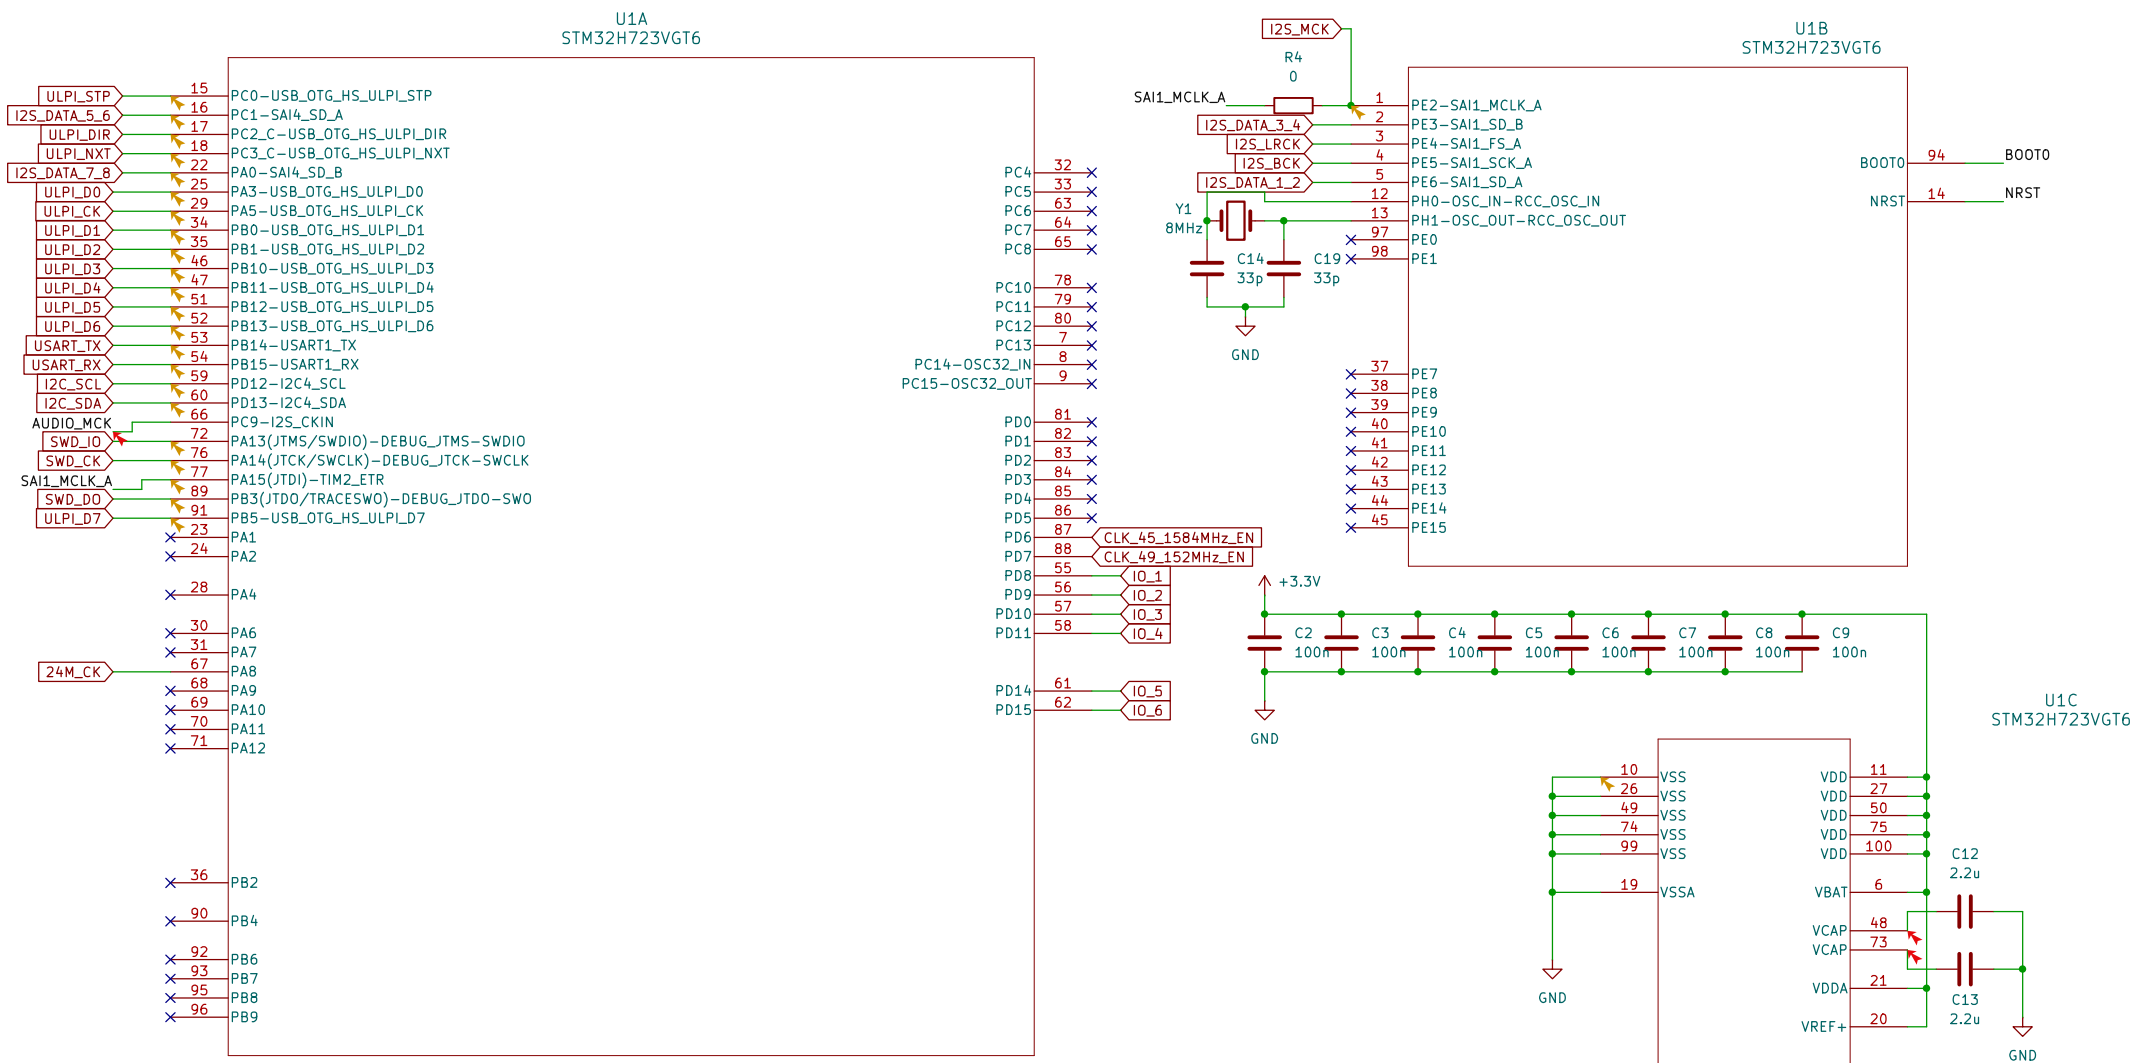 U1A
STM32H723VGT6
ULPI_STP 15 PC0-USB_OTG_HS_ULPI_STP
I2S_DATA_5_6 16 PC1-SAI4_SD_A
ULPI_DIR 17 PC2_C-USB_OTG_HS_ULPI_DIR
ULPI_NXT 18 PC3_C-USB_OTG_HS_ULPI_NXT
I2S_DATA_7_8 22 PA0-SAI4_SD_B
ULPI_D0 25 PA3-USB_OTG_HS_ULPI_D0
ULPI_CK 29 PA5-USB_OTG_HS_ULPI_CK
ULPI_D1 34 PB0-USB_OTG_HS_ULPI_D1
ULPI_D2 35 PB1-USB_OTG_HS_ULPI_D2
ULPI_D3 46 PB10-USB_OTG_HS_ULPI_D3
ULPI_D4 47 PB11-USB_OTG_HS_ULPI_D4
ULPI_D5 51 PB12-USB_OTG_HS_ULPI_D5
ULPI_D6 52 PB13-USB_OTG_HS_ULPI_D6
USART_TX 53 PB14-USART1_TX
USART_RX 54 PB15-USART1_RX
I2C_SCL 59 PD12-I2C4_SCL
I2C_SDA 60 PD13-I2C4_SDA
AUDIO_MCK 66 PC9-I2S_CKIN
SWD_IO 72 PA13(JTMS/SWDIO)-DEBUG_JTMS-SWDIO
SWD_CK 76 PA14(JTCK/SWCLK)-DEBUG_JTCK-SWCLK
SAI1_MCLK_A 77 PA15(JTDI)-TIM2_ETR
SWD_DO 89 PB3(JTDO/TRACESWO)-DEBUG_JTDO-SWO
ULPI_D7 91 PB5-USB_OTG_HS_ULPI_D7
23 PA1
24 PA2
28 PA4
30 PA6
31 PA7
24M_CK 67 PA8
68 PA9
69 PA10
70 PA11
71 PA12
36 PB2
90 PB4
92 PB6
93 PB7
95 PB8
96 PB9
PC4 32
PC5 33
PC6 63
PC7 64
PC8 65
PC10 78
PC11 79
PC12 80
PC13 7
PC14-OSC32_IN 8
PC15-OSC32_OUT 9
PD0 81
PD1 82
PD2 83
PD3 84
PD4 85
PD5 86
PD6 87 CLK_45_1584MHz_EN
PD7 88 CLK_49_152MHz_EN
PD8 55 IO_1
PD9 56 IO_2
PD10 57 IO_3
PD11 58 IO_4
PD14 61 IO_5
PD15 62 IO_6
U1B
STM32H723VGT6
I2S_MCK
R4
0
SAI1_MCLK_A 1 PE2-SAI1_MCLK_A
I2S_DATA_3_4 2 PE3-SAI1_SD_B
I2S_LRCK 3 PE4-SAI1_FS_A
I2S_BCK 4 PE5-SAI1_SCK_A
I2S_DATA_1_2 5 PE6-SAI1_SD_A
12 PH0-OSC_IN-RCC_OSC_IN
13 PH1-OSC_OUT-RCC_OSC_OUT
97 PE0
98 PE1
Y1
8MHz
C14
33p
C19
33p
GND
37 PE7
38 PE8
39 PE9
40 PE10
41 PE11
42 PE12
43 PE13
44 PE14
45 PE15
BOOT0 94 BOOT0
NRST 14 NRST
+3.3V
C2 C3 C4 C5 C6 C7 C8 C9
100n 100n 100n 100n 100n 100n 100n 100n
GND
U1C
STM32H723VGT6
10 VSS
26 VSS
49 VSS
74 VSS
99 VSS
19 VSSA
GND
VDD 11
VDD 27
VDD 50
VDD 75
VDD 100
VBAT 6
VCAP 48
VCAP 73
VDDA 21
VREF+ 20
C12
2.2u
C13
2.2u
GND